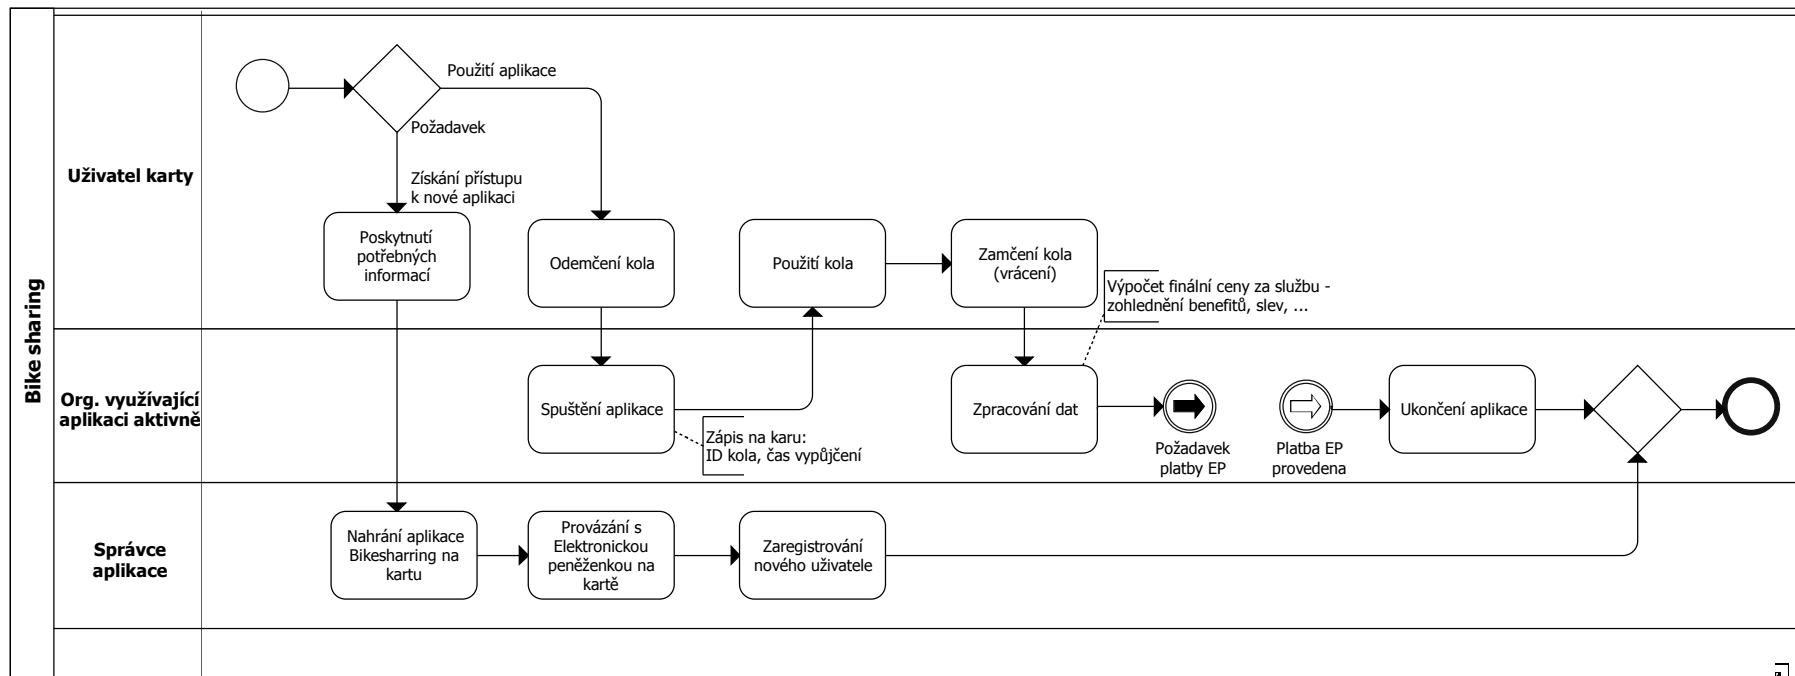 Bike sharing
Uživatel karty
Použití aplikace
Požadavek
Získání přístupu
k nové aplikaci
Poskytnutí
potřebných
informací
Odemčení kola
Použití kola
Zamčení kola
(vrácení)
Výpočet finální ceny za službu -
zohlednění benefitů, slev, ...
Org. využívající
aplikaci aktivně
Spuštění aplikace
Zápis na karu:
ID kola, čas vypůjčení
Zpracování dat
Požadavek
platby EP
Platba EP
provedena
Ukončení aplikace
Správce
aplikace
Nahrání aplikace
Bikesharring na
kartu
Provázání s
Elektronickou
peněženkou na
kartě
Zaregistrování
nového uživatele